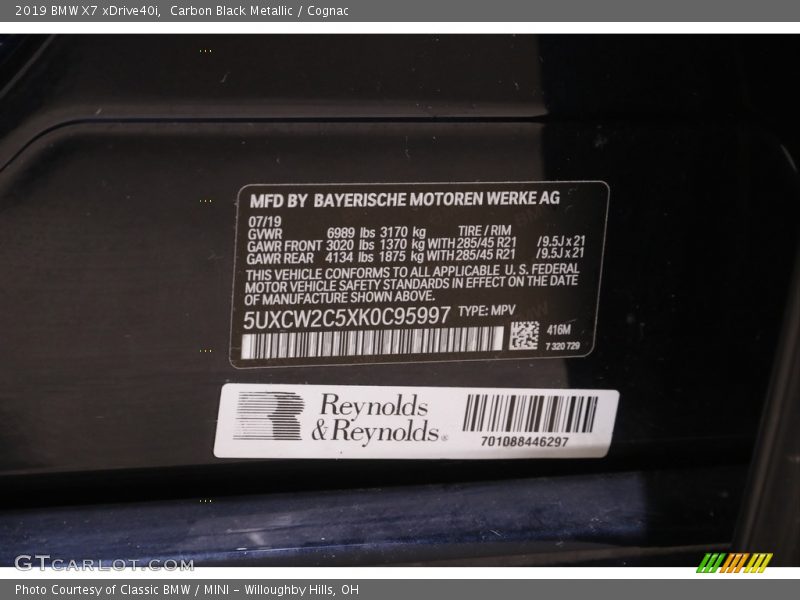 2019 BMW X7 xDrive40i,  Carbon Black Metallic / Cognac
MFD BY BAYERISCHE MOTOREN WERKE AG
07/19
GVWR 6989 lbs 3170 kg TIRE / RIM
GAWR FRONT 3020 lbs 1370 kg WITH 285/45 R21 /9.5J x 21
GAWR REAR 4134 lbs 1875 kg WITH 285/45 R21 /9.5J x 21
THIS VEHICLE CONFORMS TO ALL APPLICABLE U. S. FEDERAL
MOTOR VEHICLE SAFETY STANDARDS IN EFFECT ON THE DATE
OF MANUFACTURE SHOWN ABOVE.
5UXCW2C5XK0C95997 TYPE: MPV
416M
7 320 729
Reynolds
&Reynolds®
701088446297
GTCARLOT.COM
Photo Courtesy of Classic BMW / MINI - Willoughby Hills, OH